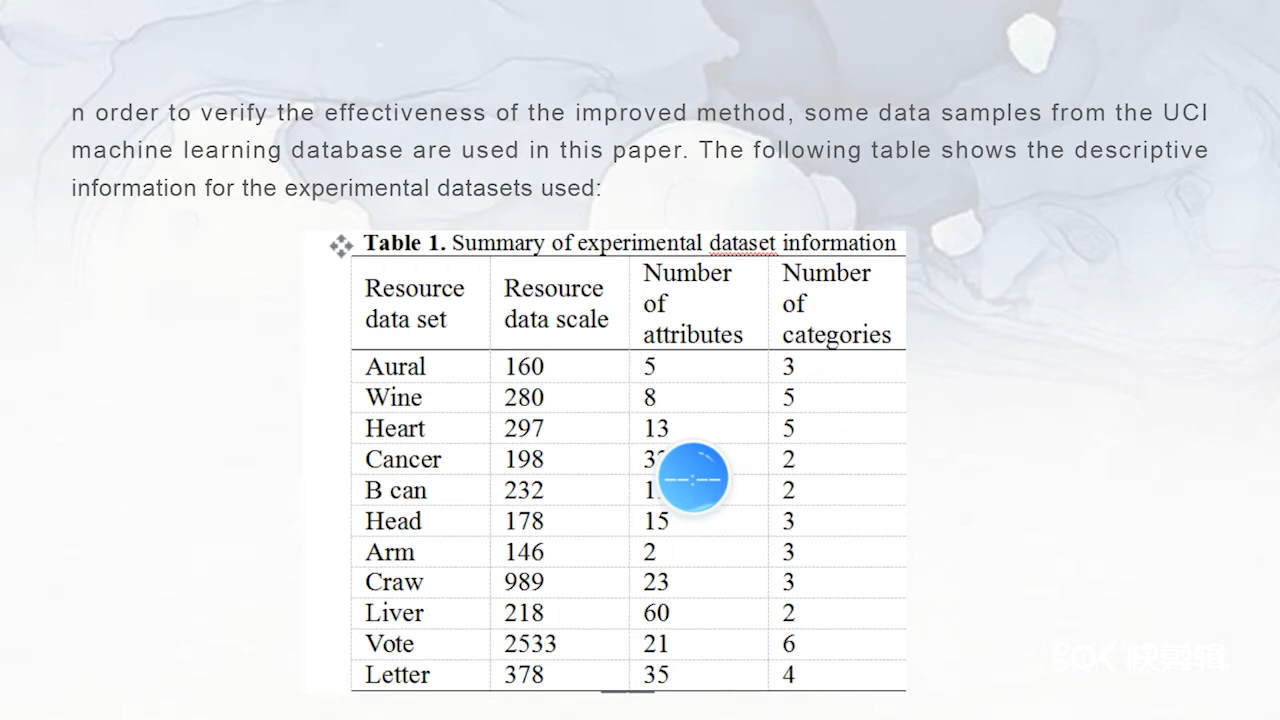 n order to verify the effectiveness of the improved method, some data samples from the UCI
machine learning database are used in this paper. The following table shows the descriptive
information for the experimental datasets used:
Table 1. Summary of experimental dataset information
Resource data set Resource data scale Number of attributes Number of categories
Aural 160 5 3
Wine 280 8 5
Heart 297 13 5
Cancer 198 2
B can 232 2
Head 178 15 3
Arm 146 2 3
Craw 989 23 3
Liver 218 60 2
Vote 2533 21 6
Letter 378 35 4
快剪辑